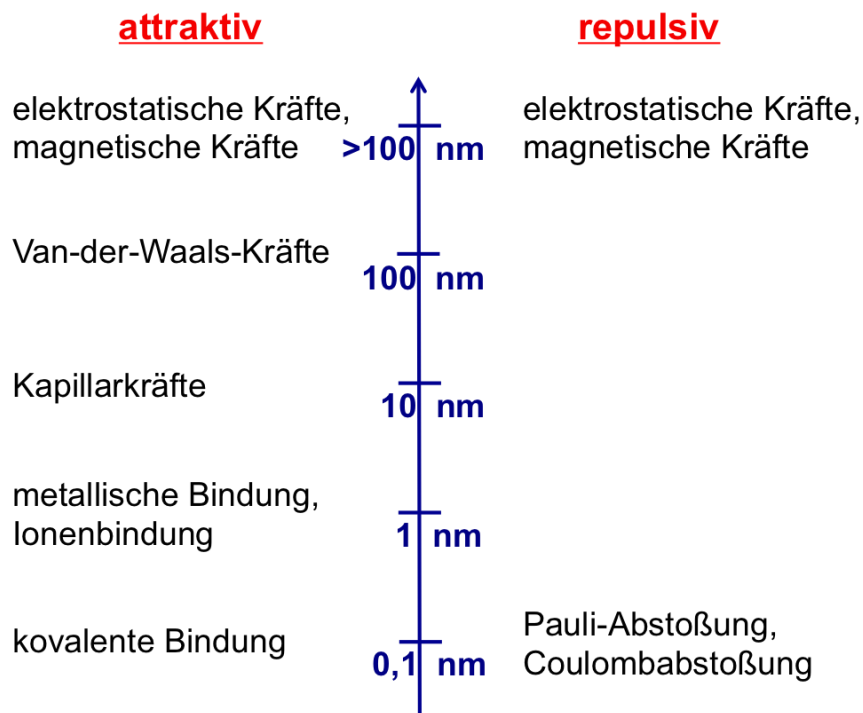 attraktiv
repulsiv
elektrostatische Kräfte,
magnetische Kräfte
>100 nm
elektrostatische Kräfte,
magnetische Kräfte
Van-der-Waals-Kräfte
100 nm
Kapillarkräfte
10 nm
metallische Bindung,
Ionenbindung
1 nm
kovalente Bindung
0,1 nm
Pauli-Abstoßung,
Coulombabstoßung